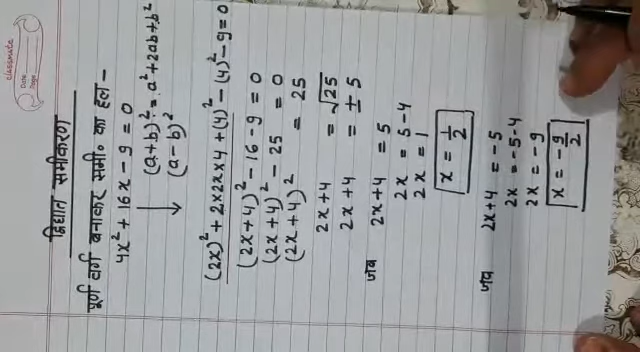 classmate
Date
Page
द्विघात समीकरण
पूर्ण वर्ग बनाकर समी० का हल -
4x² + 16x - 9 = 0
(a+b)² = a² + 2ab + b²
(a-b)²
(2x)² + 2×2x×4 + (4)² - (4)² - 9 = 0
(2x+4)² - 16 - 9 = 0
(2x+4)² - 25 = 0
(2x+4)² = 25
2x+4 = √25
2x+4 = ± 5
जब 2x+4 = 5
2x = 5-4
2x = 1
x = 1/2
जब 2x+4 = -5
2x = -5-4
2x = -9
x = -9/2